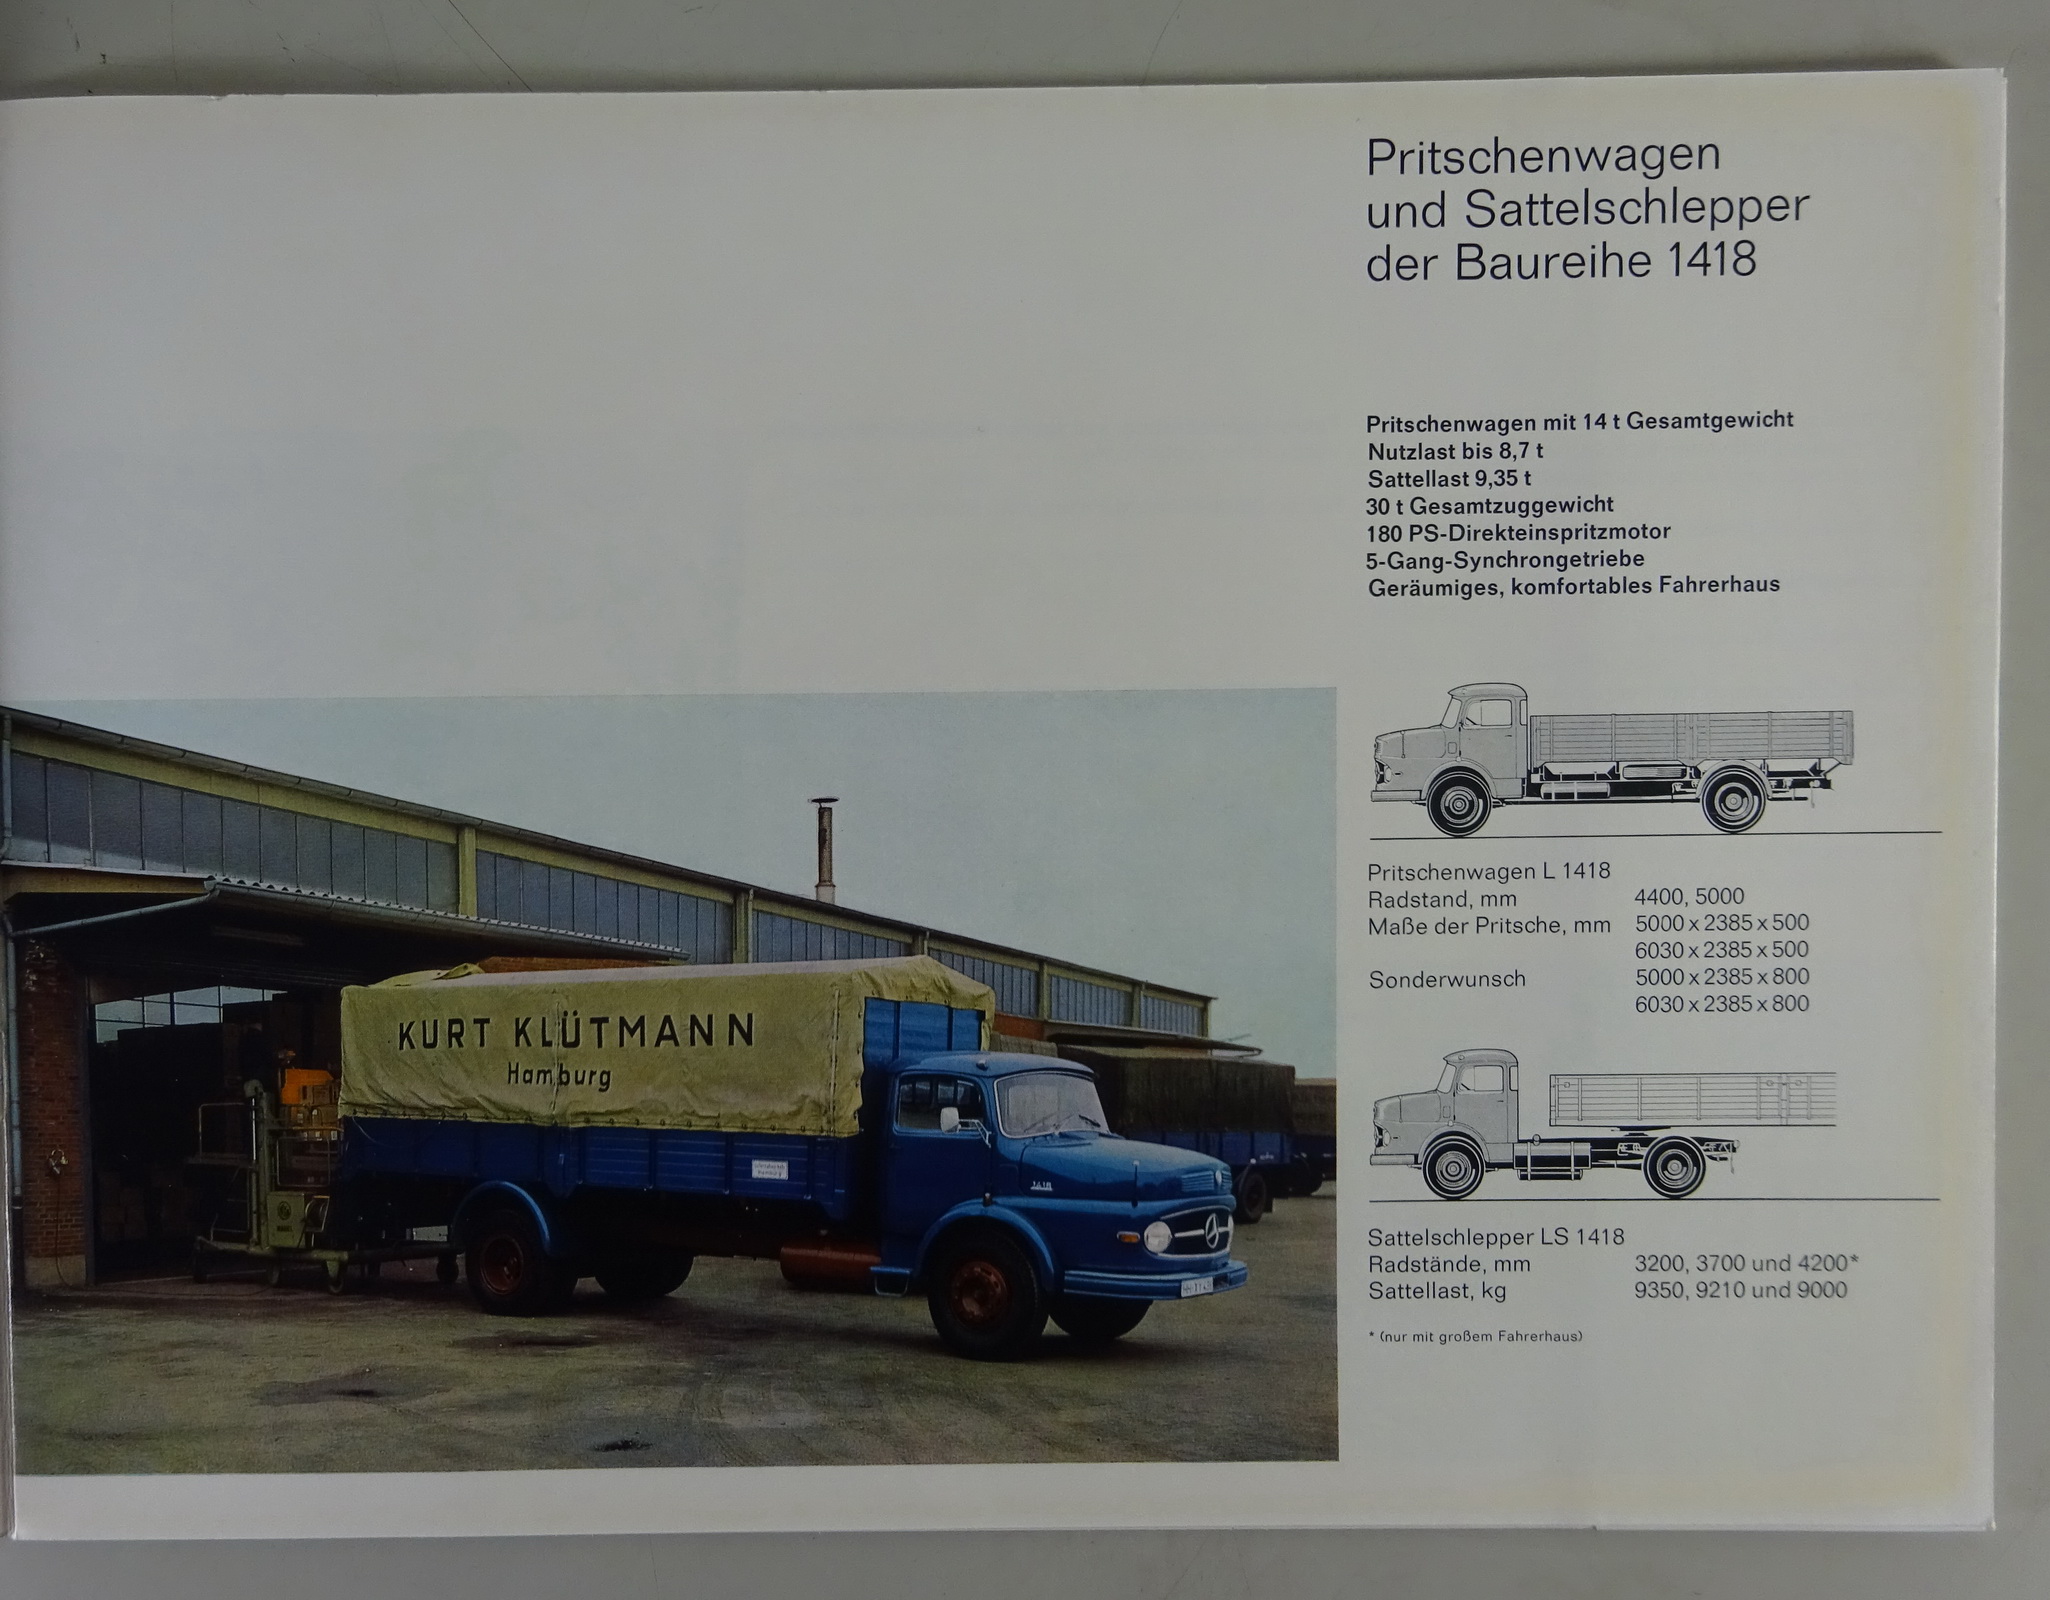 Pritschenwagen
und Sattelschlepper
der Baureihe 1418
Pritschenwagen mit 14 t Gesamtgewicht
Nutzlast bis 8,7 t
Sattellast 9,35 t
30 t Gesamtzuggewicht
180 PS-Direkteinspritzmotor
5-Gang-Synchrongetriebe
Geräumiges, komfortables Fahrerhaus
Pritschenwagen L 1418
Radstand, mm 4400, 5000
Maße der Pritsche, mm 5000 x 2385 x 500
6030 x 2385 x 500
Sonderwunsch 5000 x 2385 x 800
6030 x 2385 x 800
Sattelschlepper LS 1418
Radstände, mm 3200, 3700 und 4200*
Sattellast, kg 9350, 9210 und 9000
* (nur mit großem Fahrerhaus)
KURT KLÜTMANN
Hamburg
1418